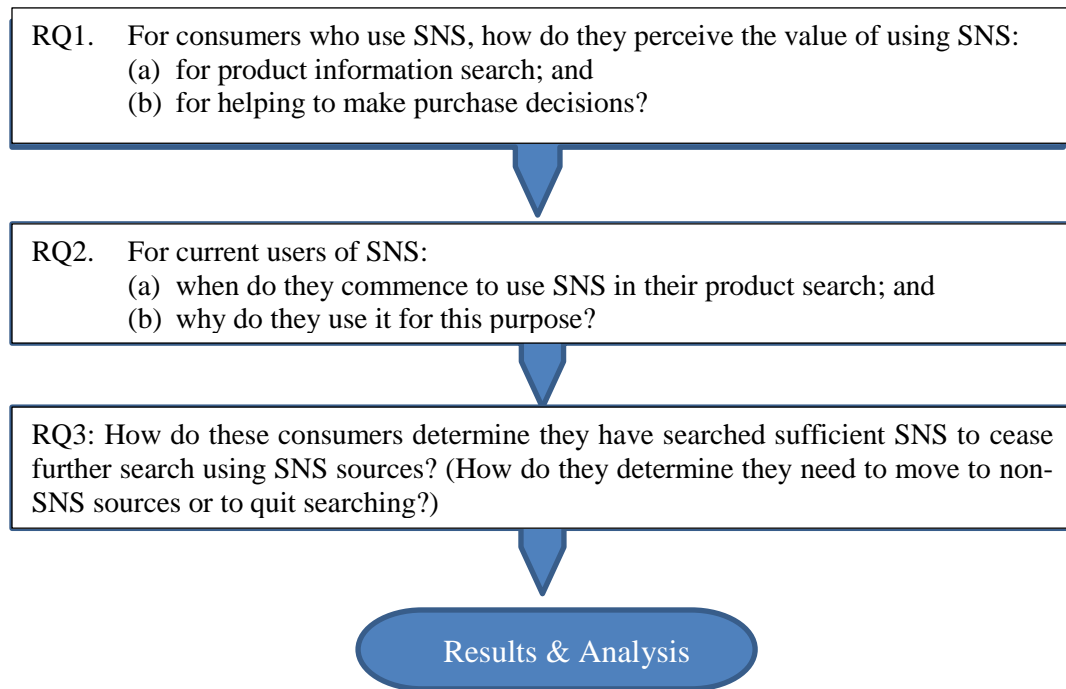 RQ1. For consumers who use SNS, how do they perceive the value of using SNS:
(a) for product information search; and
(b) for helping to make purchase decisions?
RQ2. For current users of SNS:
(a) when do they commence to use SNS in their product search; and
(b) why do they use it for this purpose?
RQ3: How do these consumers determine they have searched sufficient SNS to cease
further search using SNS sources? (How do they determine they need to move to non-
SNS sources or to quit searching?)
Results & Analysis